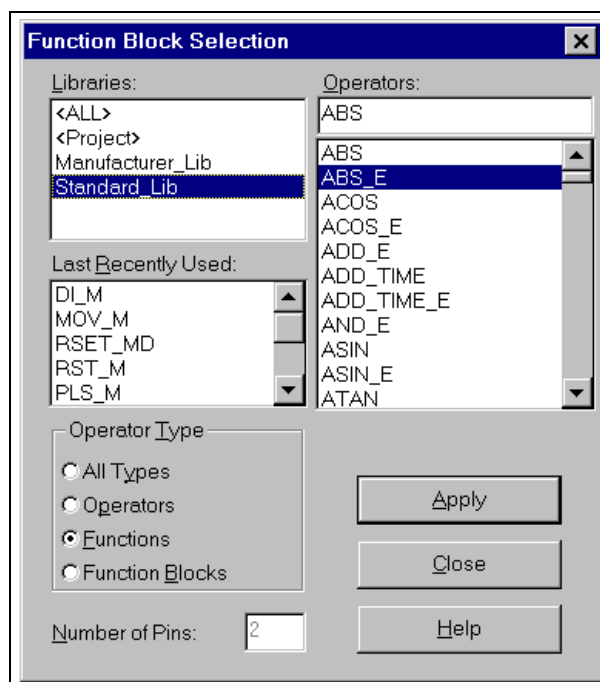 Function Block Selection
Libraries:
<ALL>
<Project>
Manufacturer_Lib
Standard_Lib
Operators:
ABS
ABS
ABS_E
ACOS
ACOS_E
ADD_E
ADD_TIME
ADD_TIME_E
AND_E
ASIN
ASIN_E
ATAN
Last Recently Used:
DI_M
MOV_M
RSET_MD
RST_M
PLS_M
Operator Type
All Types
Operators
Functions
Function Blocks
Number of Pins:
2
Apply
Close
Help